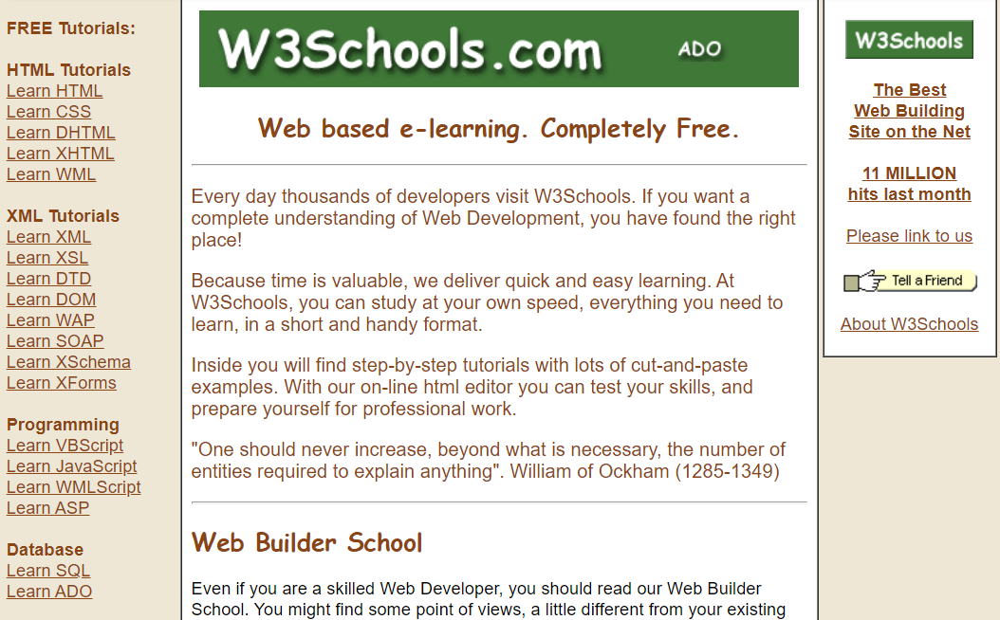 FREE Tutorials:
HTML Tutorials
Learn HTML
Learn CSS
Learn DHTML
Learn XHTML
Learn WML
XML Tutorials
Learn XML
Learn XSL
Learn DTD
Learn DOM
Learn WAP
Learn SOAP
Learn XSchema
Learn XForms
Programming
Learn VBScript
Learn JavaScript
Learn WMLScript
Learn ASP
Database
Learn SQL
Learn ADO
W3Schools.com ADO
Web based e-learning. Completely Free.
Every day thousands of developers visit W3Schools. If you want a
complete understanding of Web Development, you have found the right
place!
Because time is valuable, we deliver quick and easy learning. At
W3Schools, you can study at your own speed, everything you need to
learn, in a short and handy format.
Inside you will find step-by-step tutorials with lots of cut-and-paste
examples. With our on-line html editor you can test your skills, and
prepare yourself for professional work.
"One should never increase, beyond what is necessary, the number of
entities required to explain anything". William of Ockham (1285-1349)
Web Builder School
Even if you are a skilled Web Developer, you should read our Web Builder
School. You might find some point of views, a little different from your existing
W3Schools
The Best
Web Building
Site on the Net
11 MILLION
hits last month
Please link to us
Tell a Friend
About W3Schools